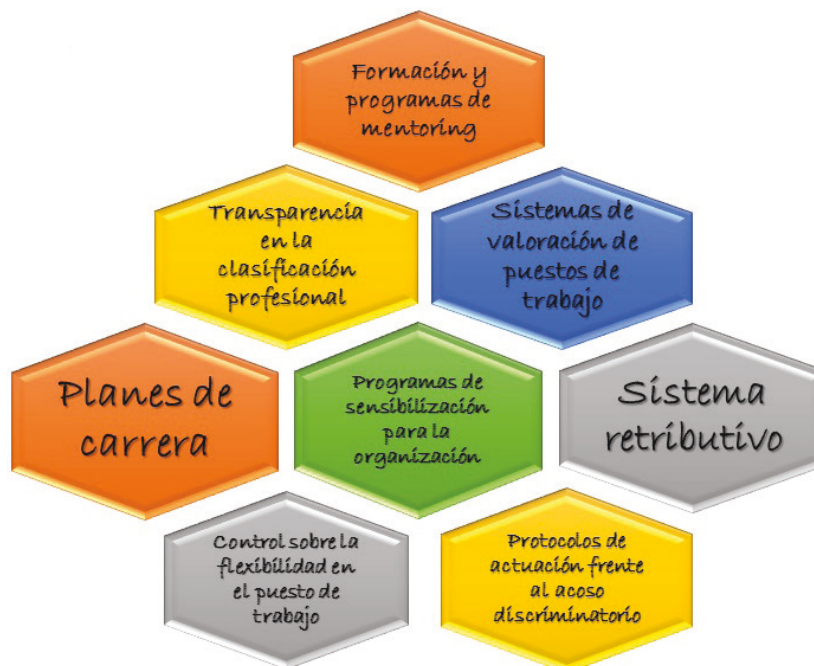 Formación y
programas de
mentoring
Transparencia
en la
clasificación
profesional
Sistemas de
valoración de
puestos de
trabajo
Planes de
carrera
Programas de
sensibilización
para la
organización
Sistema
retributivo
Control sobre la
flexibilidad en
el puesto de
trabajo
Protocolos de
actuación frente
al acoso
discriminatorio